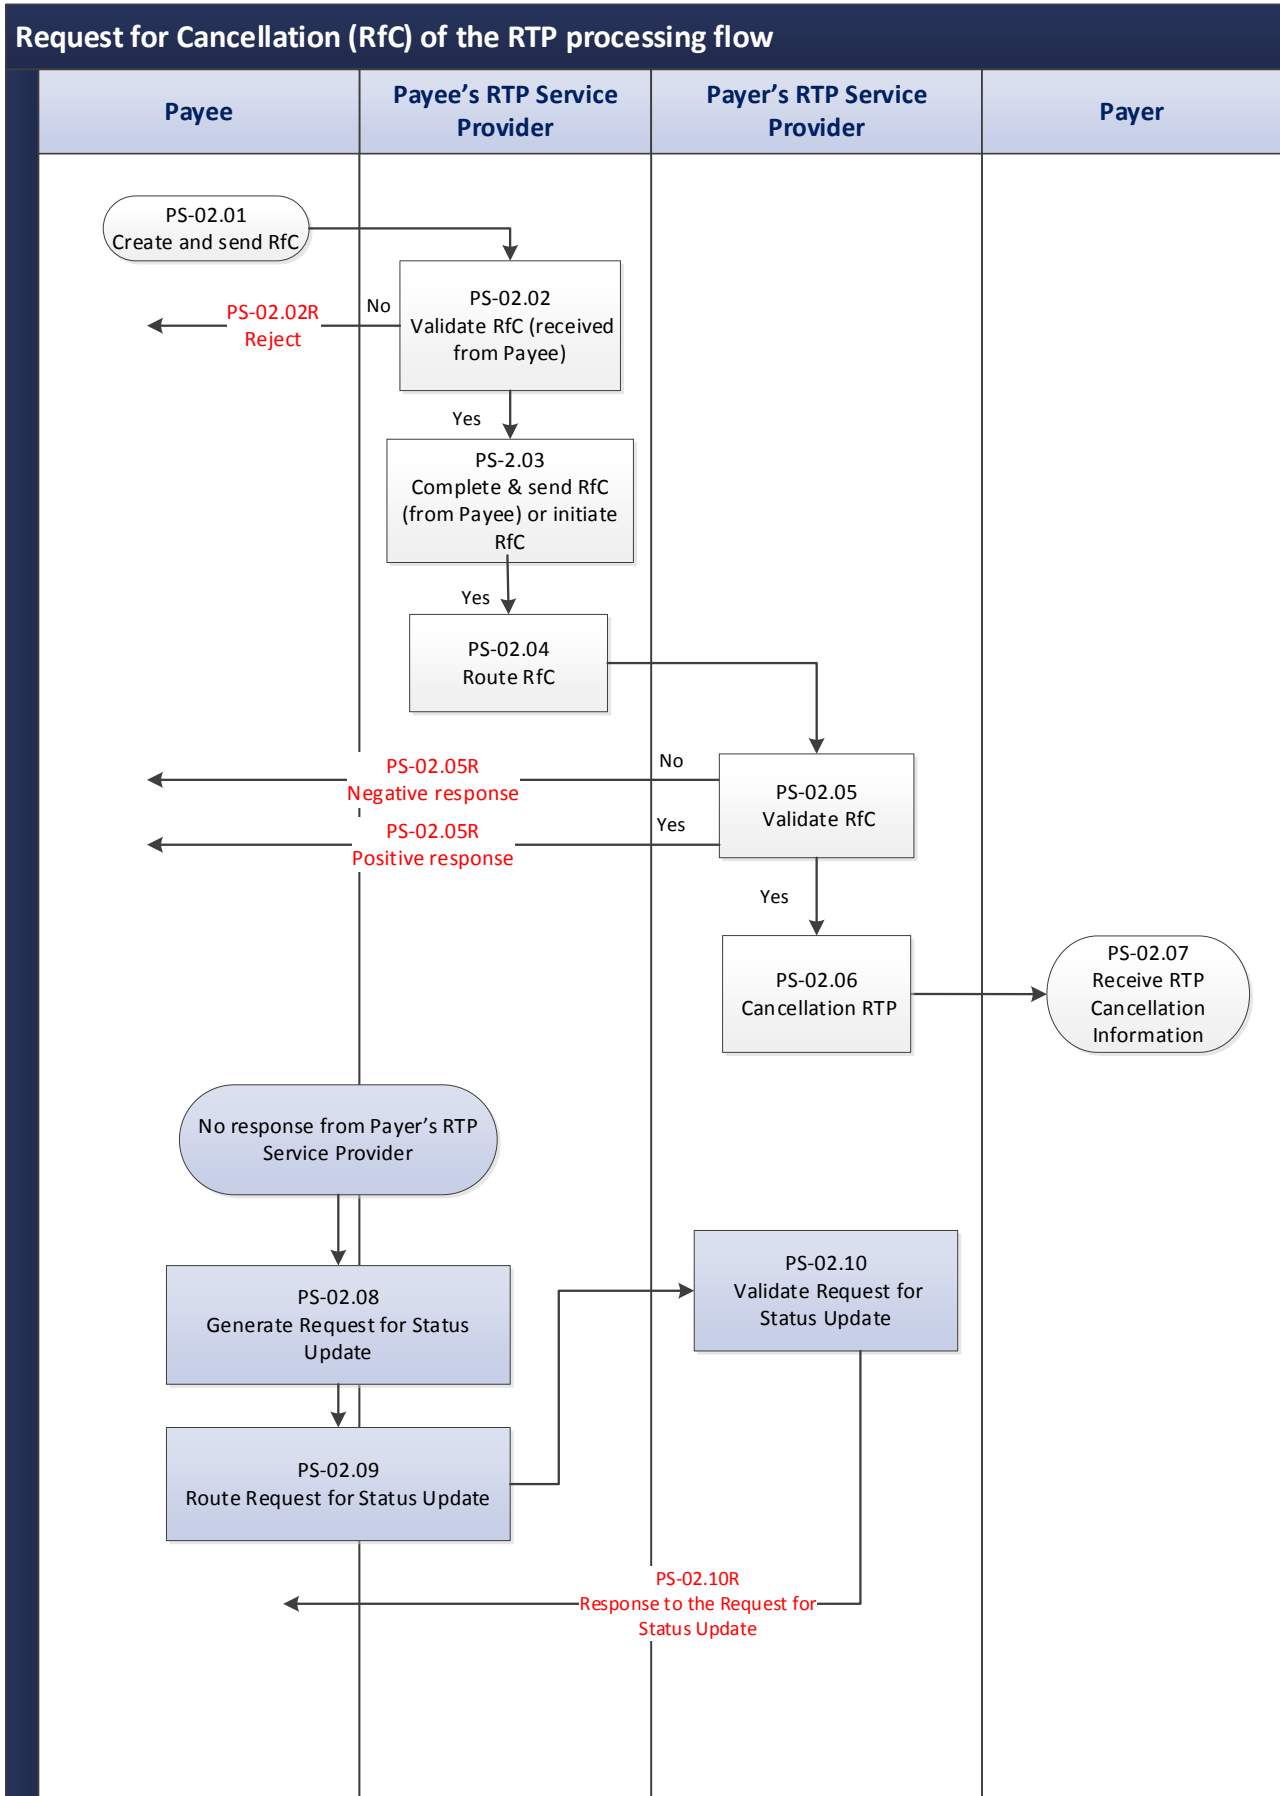 Request for Cancellation (RfC) of the RTP processing flow
Payee
Payee's RTP Service
Provider
Payer's RTP Service
Provider
Payer
PS-02.01
Create and send RfC
PS-02.02
Validate RfC (received
from Payee)
No
PS-02.02R
Reject
Yes
PS-2.03
Complete & send RfC
(from Payee) or initiate
RfC
Yes
PS-02.04
Route RfC
PS-02.05
Validate RfC
No
PS-02.05R
Negative response
Yes
PS-02.05R
Positive response
Yes
PS-02.06
Cancellation RTP
PS-02.07
Receive RTP
Cancellation
Information
No response from Payer's RTP
Service Provider
PS-02.08
Generate Request for Status
Update
PS-02.09
Route Request for Status Update
PS-02.10
Validate Request for
Status Update
PS-02.10R
Response to the Request for
Status Update